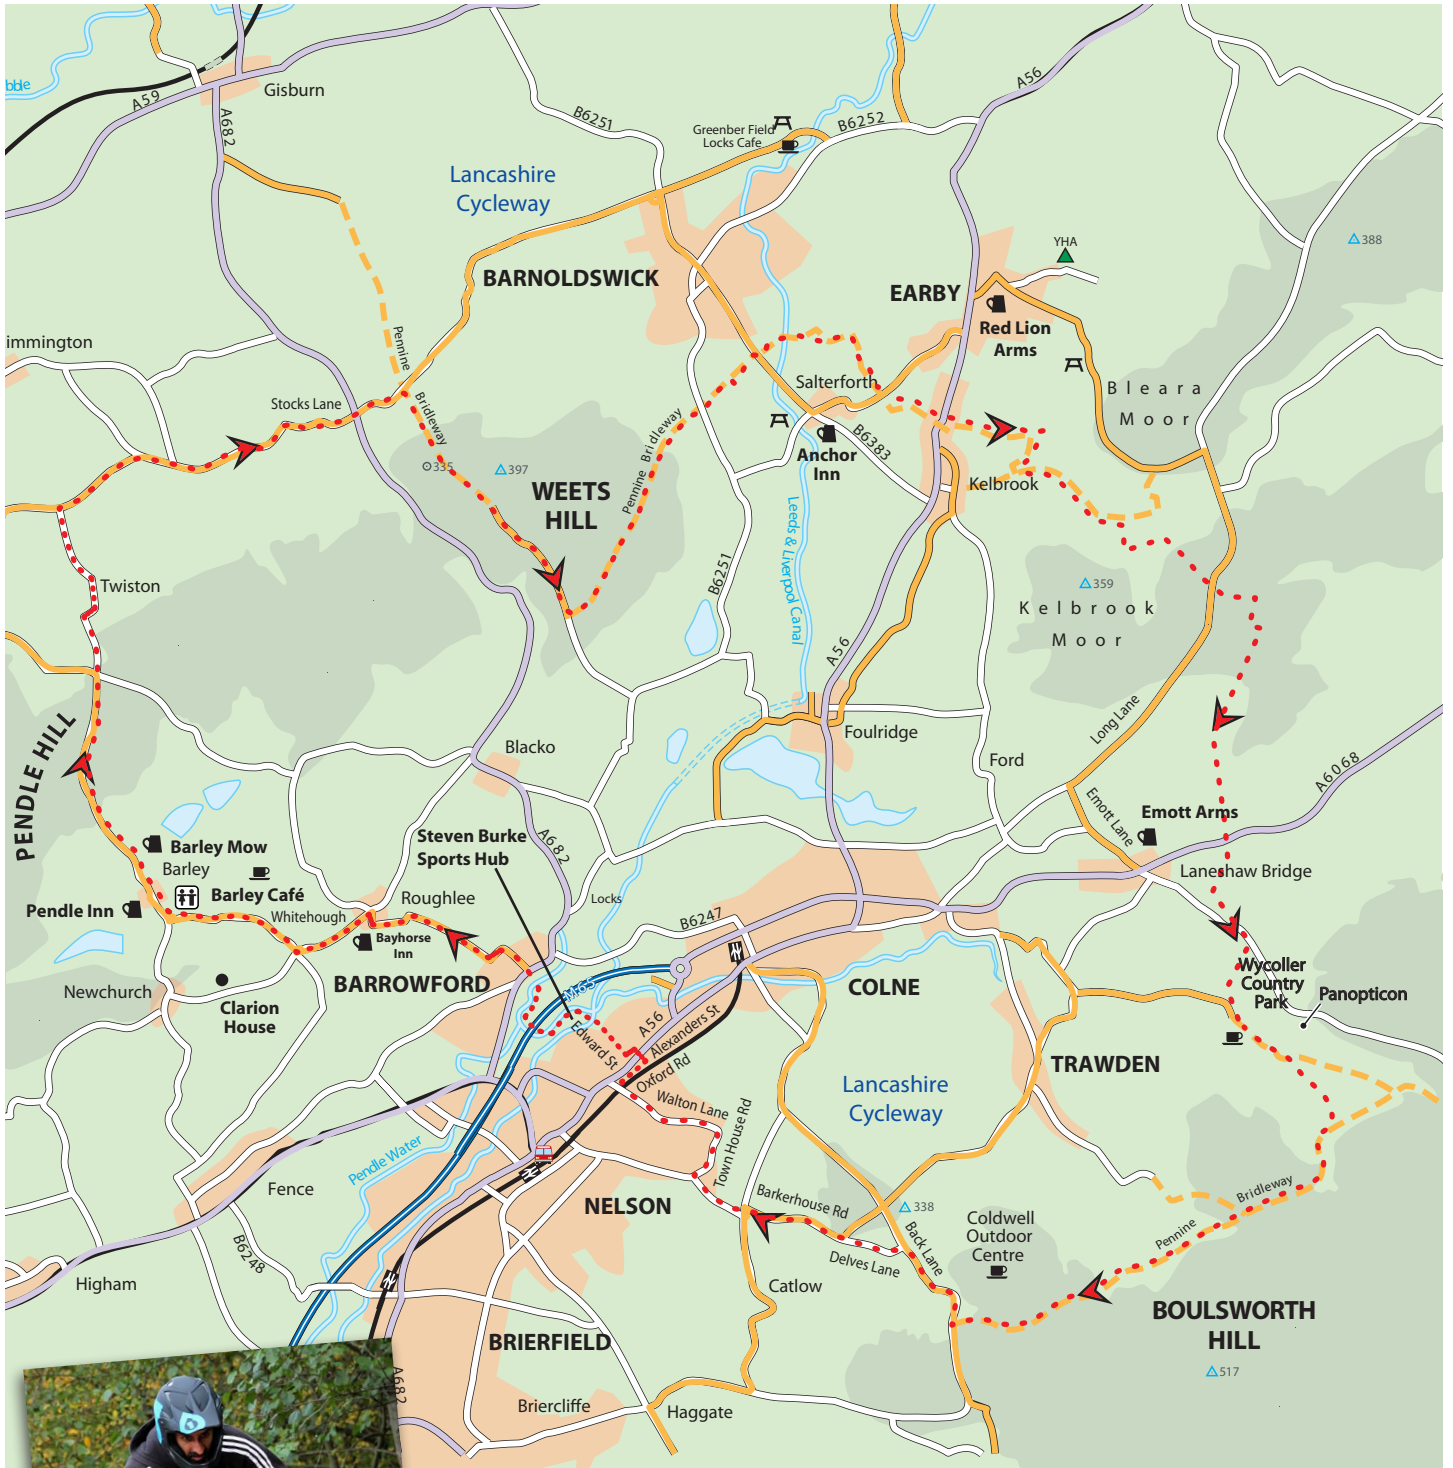 bble
A59
Gisburn
A682
B6251
Greenber Field
Locks Cafe
B6252
A56
Lancashire
Cycleway
388
YHA
BARNOLDSWICK
EARBY
Red Lion
Arms
immington
Pennine
Bridleway
Stocks Lane
Salterforth
Bleara
Moor
335
397
WEETS
HILL
Pennine Bridleway
Anchor
Inn
B6383
Kelbrook
Leeds & Liverpool Canal
B6251
Twiston
359
Kelbrook
Moor
A56
PENDLE HILL
Blacko
Foulridge
Long Lane
Ford
A6068
Emott Lane
Emott Arms
Steven Burke
Sports Hub
A682
Barley Mow
Barley
Barley Café
Laneshaw Bridge
Pendle Inn
Whitehough
Roughlee
Locks
B6247
Bayhorse
Inn
BARROWFORD
M65
COLNE
Wycoller
Country
Park
Panopticon
Newchurch
Clarion
House
Edward St
A56
Alexanders St
Oxford Rd
TRAWDEN
Lancashire
Cycleway
Walton Lane
Town House Rd
Pendle Water
Fence
NELSON
Barkerhouse Rd
338
Back Lane
Delves Lane
Coldwell
Outdoor
Centre
Pennine
Bridleway
B6248
Higham
Catlow
BOULSWORTH
HILL
BRIERFIELD
517
A682
Briercliffe
Haggate